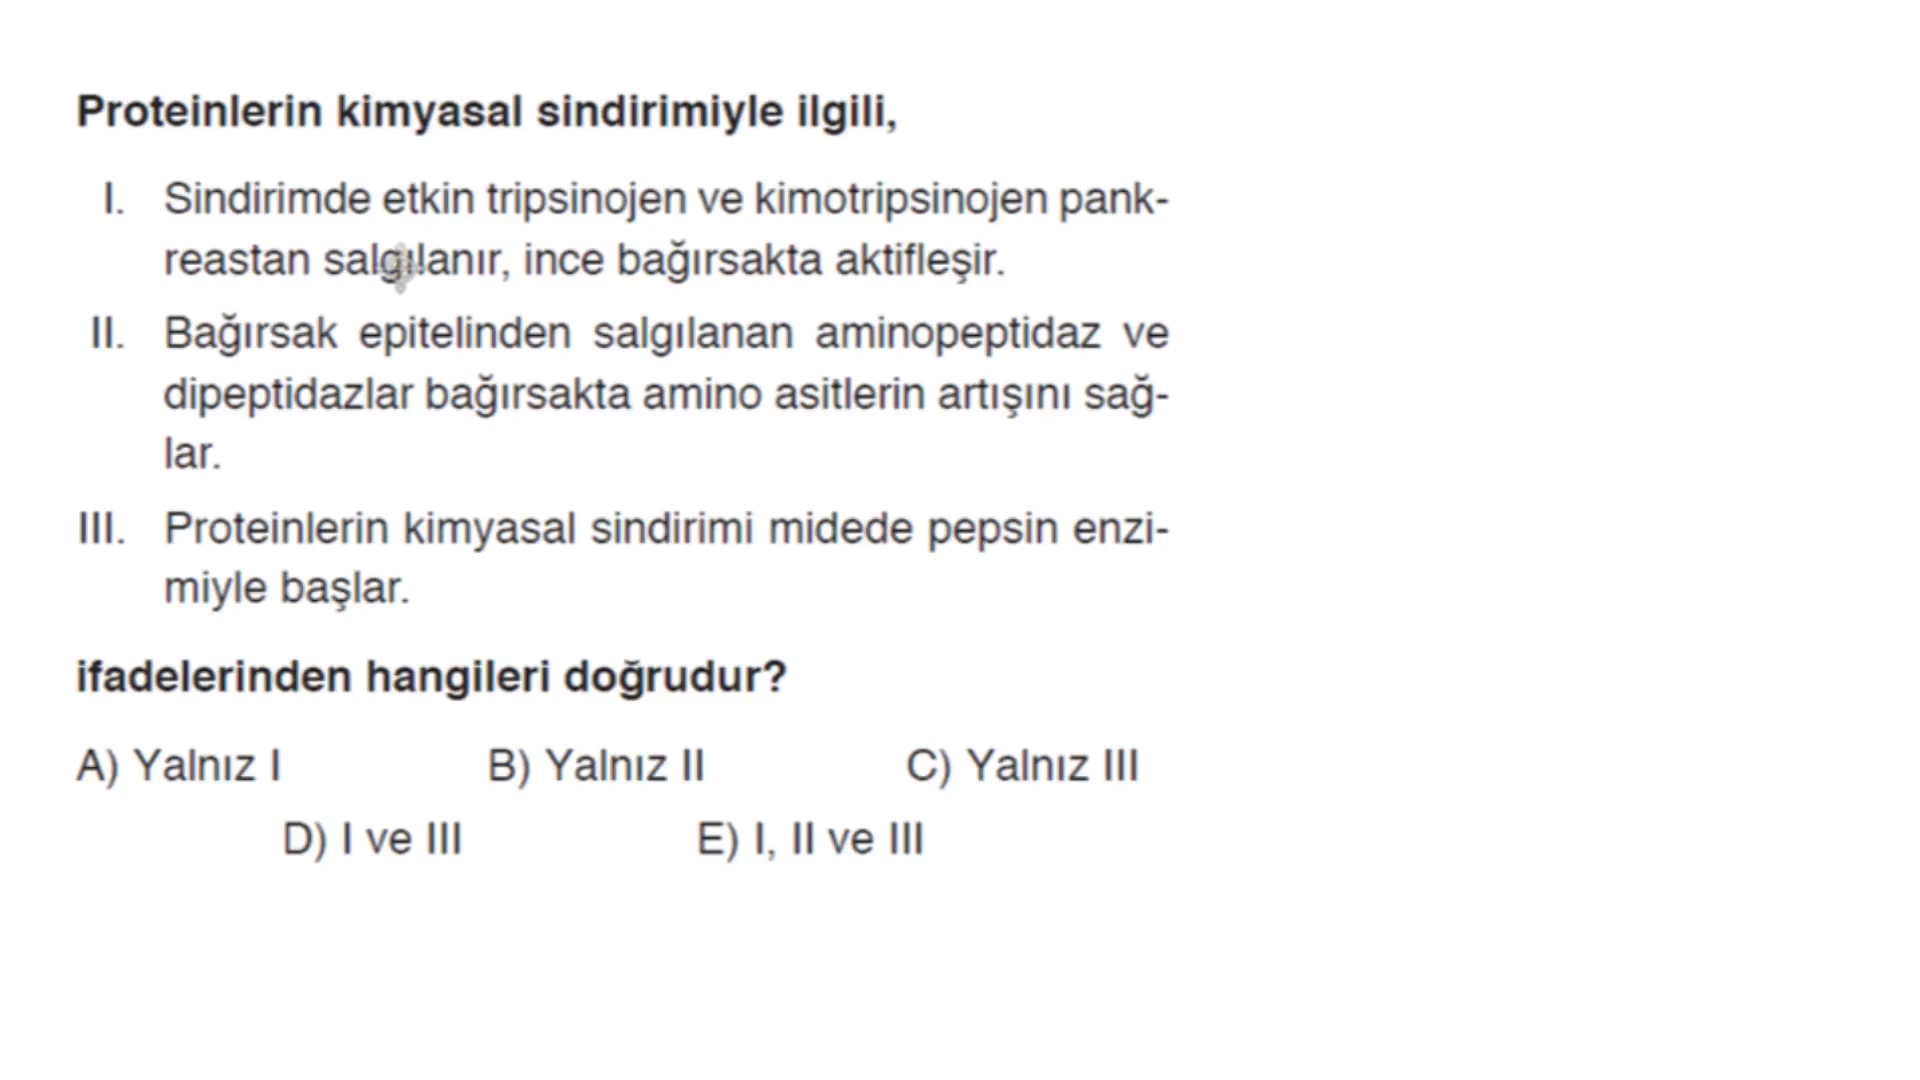 Proteinlerin kimyasal sindirimiyle ilgili,
I. Sindirimde etkin tripsinojen ve kimotripsinojen pank-
reastan salgılanır, ince bağırsakta aktifleşir.
II. Bağırsak epitelinden salgılanan aminopeptidaz ve
dipeptidazlar bağırsakta amino asitlerin artışını sağ-
lar.
III. Proteinlerin kimyasal sindirimi midede pepsin enzi-
miyle başlar.
ifadelerinden hangileri doğrudur?
A) Yalnız I B) Yalnız II C) Yalnız III
D) I ve III E) I, II ve III